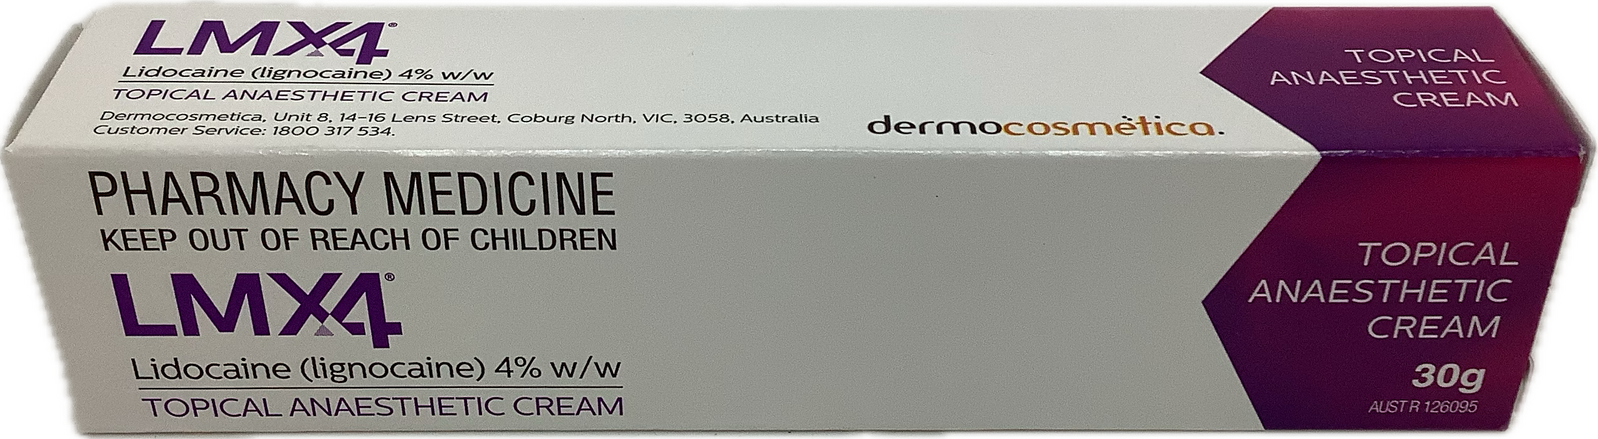 LMX4®
Lidocaine (lignocaine) 4% w/w
TOPICAL ANAESTHETIC CREAM
Dermocosmetica, Unit 8, 14-16 Lens Street, Coburg North, VIC, 3058, Australia
Customer Service: 1800 317 534.
dermocosmetica.
TOPICAL
ANAESTHETIC
CREAM
PHARMACY MEDICINE
KEEP OUT OF REACH OF CHILDREN
LMX4®
Lidocaine (lignocaine) 4% w/w
TOPICAL ANAESTHETIC CREAM
TOPICAL
ANAESTHETIC
CREAM
30g
AUST R 126095